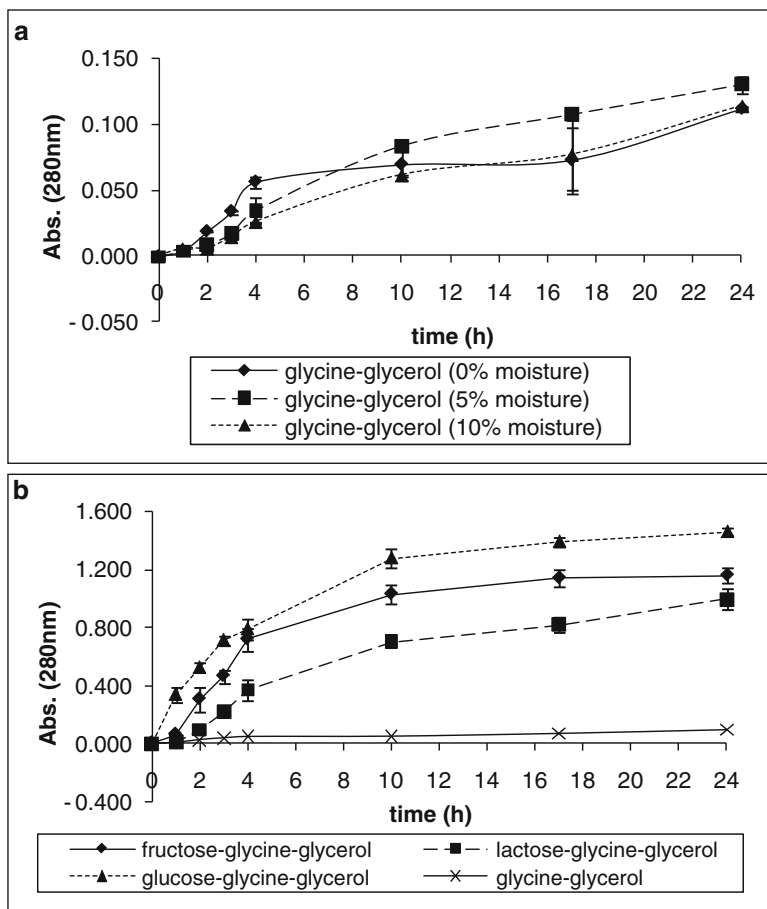 a
0.150
0.100
0.050
0.000
- 0.050
Abs. (280nm)
0 2 4 6 8 10 12 14 16 18 20 22 24
time (h)
glycine-glycerol (0% moisture)
glycine-glycerol (5% moisture)
glycine-glycerol (10% moisture)
b
1.600
1.200
0.800
0.400
0.000
- 0.400
Abs. (280nm)
0 2 4 6 8 10 12 14 16 18 20 22 24
time (h)
fructose-glycine-glycerol lactose-glycine-glycerol
glucose-glycine-glycerol glycine-glycerol